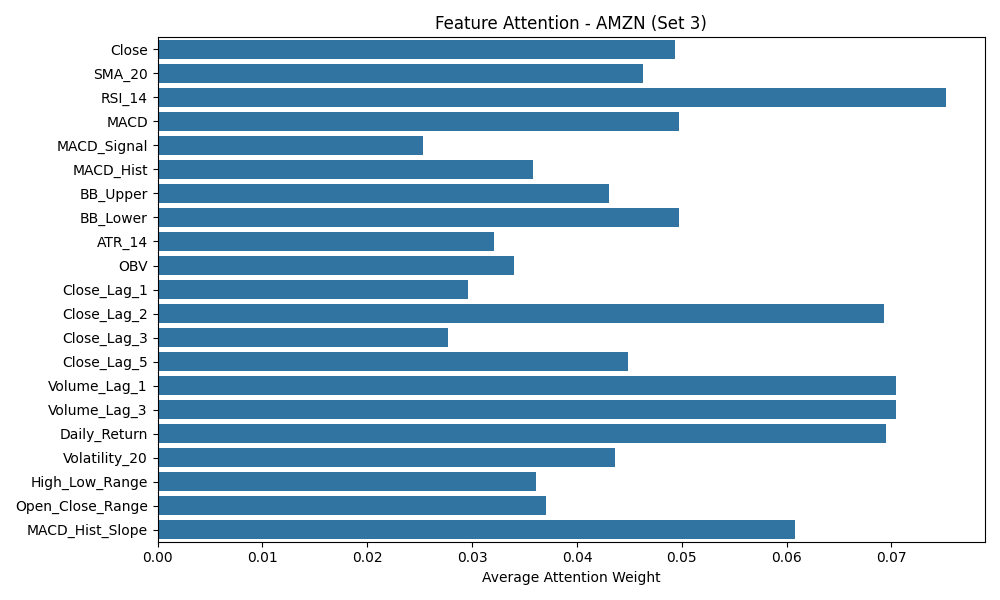 Feature Attention - AMZN (Set 3)
Close
SMA_20
RSI_14
MACD
MACD_Signal
MACD_Hist
BB_Upper
BB_Lower
ATR_14
OBV
Close_Lag_1
Close_Lag_2
Close_Lag_3
Close_Lag_5
Volume_Lag_1
Volume_Lag_3
Daily_Return
Volatility_20
High_Low_Range
Open_Close_Range
MACD_Hist_Slope
0.00 0.01 0.02 0.03 0.04 0.05 0.06 0.07
Average Attention Weight